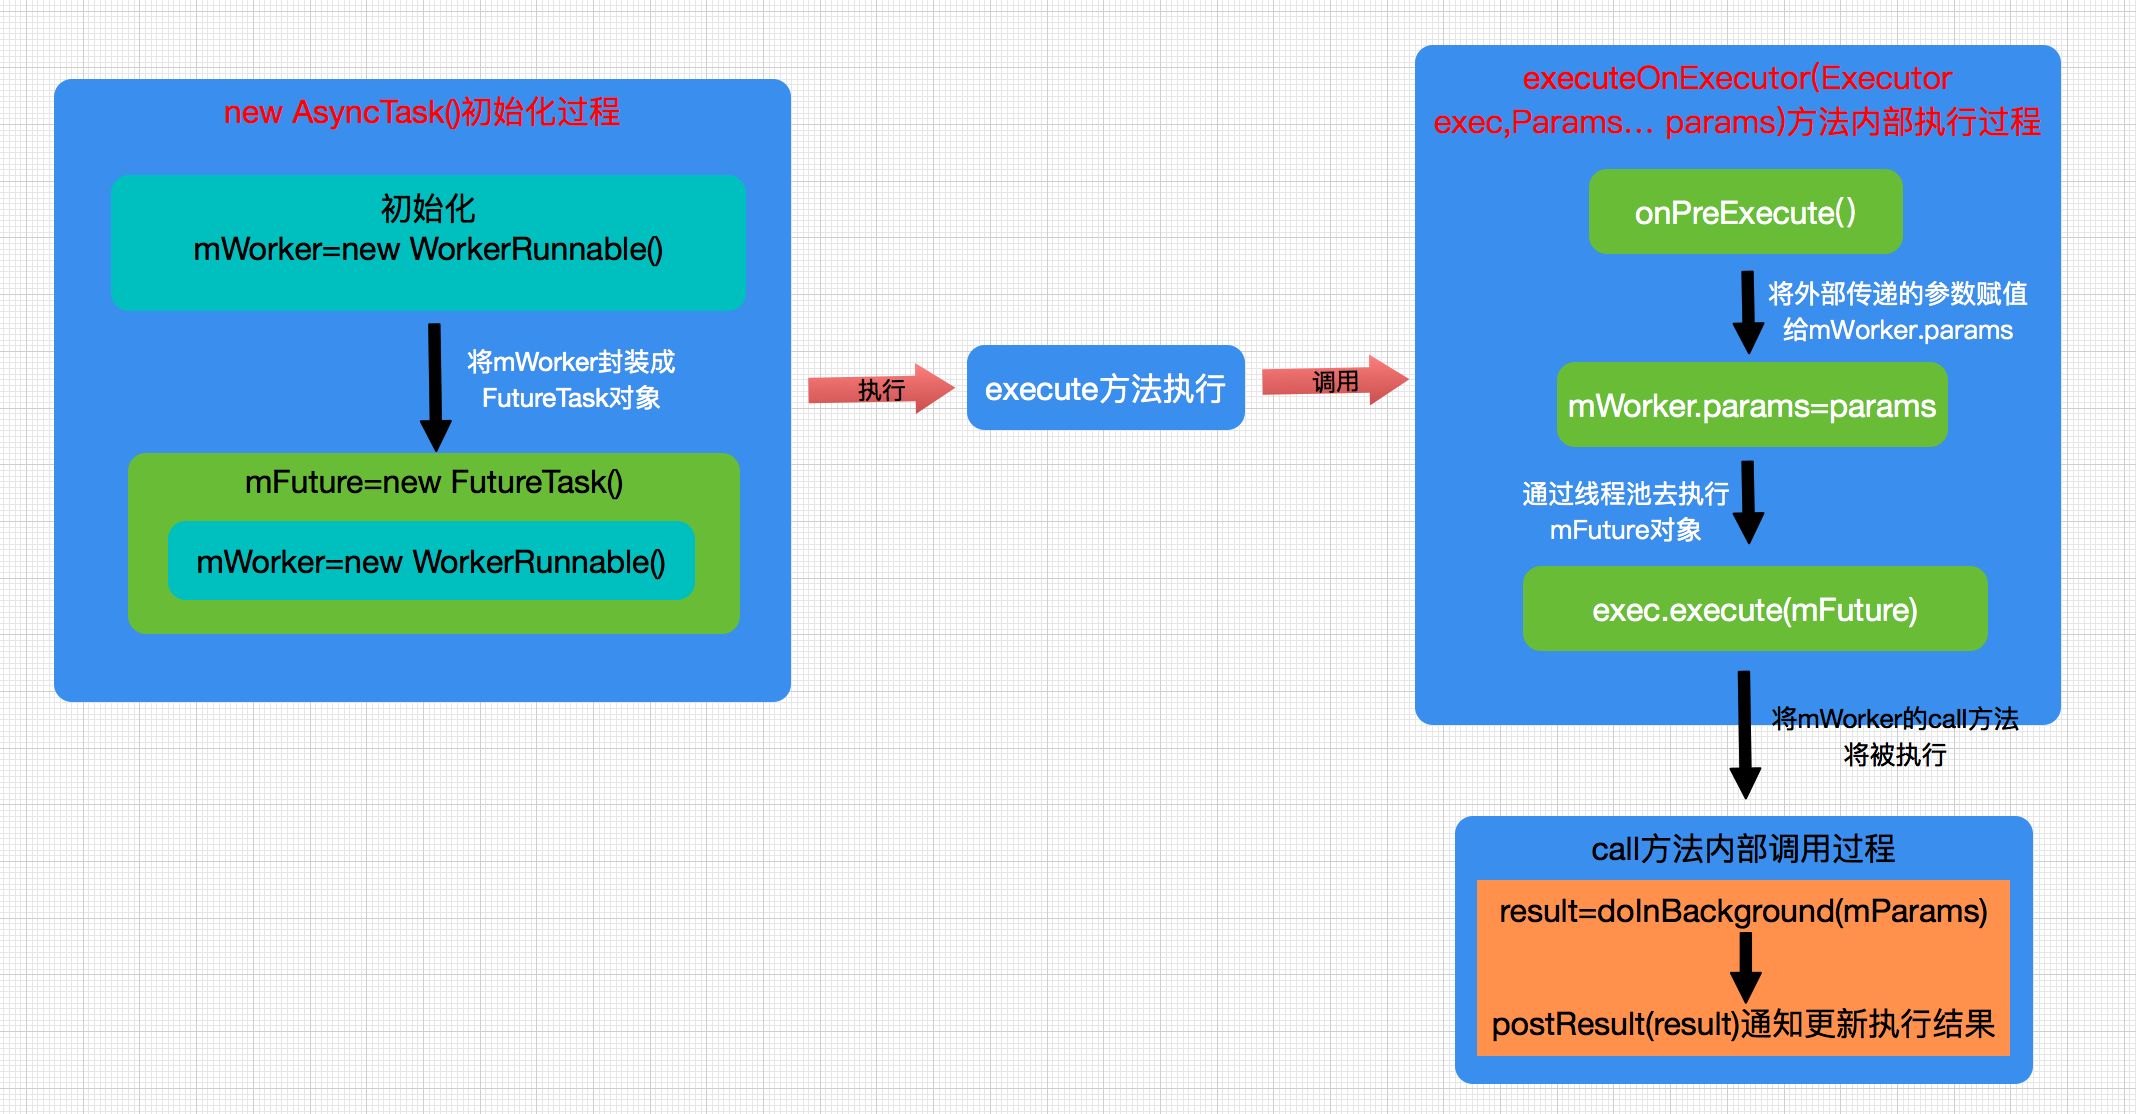 new AsyncTask()初始化过程
初始化
mWorker=new WorkerRunnable()
将mWorker封装成
FutureTask对象
mFuture=new FutureTask()
mWorker=new WorkerRunnable()
执行
execute方法执行
调用
executeOnExecutor(Executor
exec,Params... params)方法内部执行过程
onPreExecute()
将外部传递的参数赋值
给mWorker.params
mWorker.params=params
通过线程池去执行
mFuture对象
exec.execute(mFuture)
将mWorker的call方法
将被执行
call方法内部调用过程
result=doInBackground(mParams)
postResult(result)通知更新执行结果